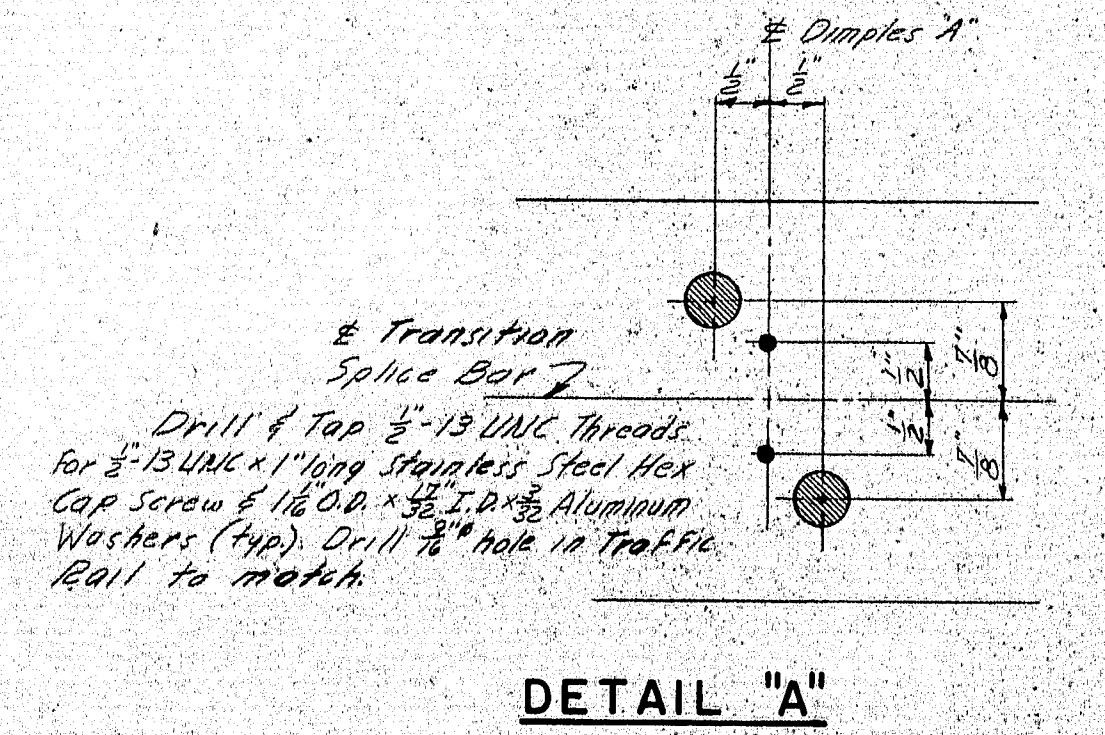 ℄ Dimples "A"
1/2" 1/2"
℄ Transition
Splice Bar
1/2" 7/8"
1/2" 7/8"
Drill & Tap 1/2"-13 UNC Threads
For 1/2"-13 UNC x 1" long Stainless Steel Hex
Cap Screw & 1 1/16" O.D. x 17/32" I.D. x 3/32 Aluminum
Washers (typ.). Drill 9/16"ø hole in Traffic
Rail to match.
DETAIL "A"